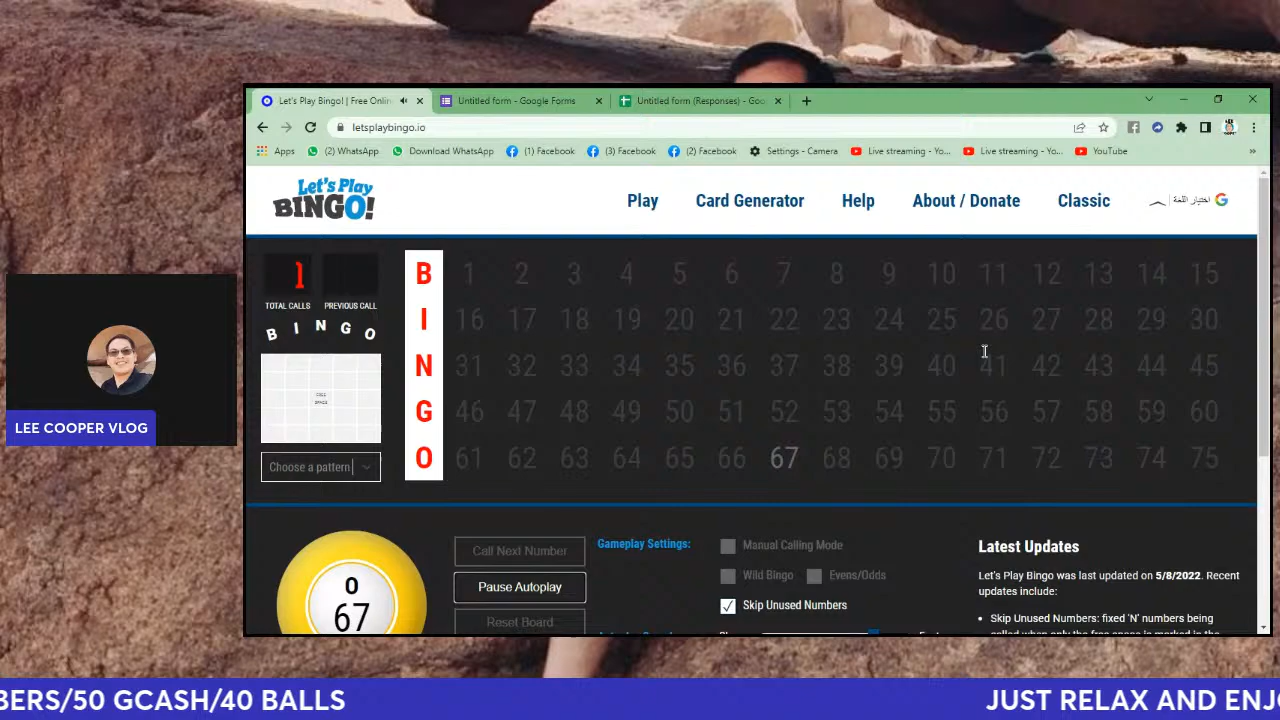 Let's Play Bingo! | Free Onlin
Untitled form - Google Forms
Untitled form (Responses) - Goo
letsplaybingo.io
Apps
(2) WhatsApp
Download WhatsApp
(1) Facebook
(3) Facebook
(2) Facebook
Settings - Camera
Live streaming - Yo...
Live streaming - Yo...
YouTube
Let's Play
BINGO!
Play
Card Generator
Help
About / Donate
Classic
اختيار اللغة
1
TOTAL CALLS
PREVIOUS CALL
B I N G O
FREE
SPACE
Choose a pattern
B 1 2 3 4 5 6 7 8 9 10 11 12 13 14 15
I 16 17 18 19 20 21 22 23 24 25 26 27 28 29 30
N 31 32 33 34 35 36 37 38 39 40 41 42 43 44 45
G 46 47 48 49 50 51 52 53 54 55 56 57 58 59 60
O 61 62 63 64 65 66 67 68 69 70 71 72 73 74 75
O
67
Call Next Number
Pause Autoplay
Reset Board
Gameplay Settings:
Manual Calling Mode
Wild Bingo
Evens/Odds
Skip Unused Numbers
Latest Updates
Let's Play Bingo was last updated on 5/8/2022. Recent
updates include:
Skip Unused Numbers: fixed 'N' numbers being
LEE COOPER VLOG
BERS/50 GCASH/40 BALLS
JUST RELAX AND ENJ